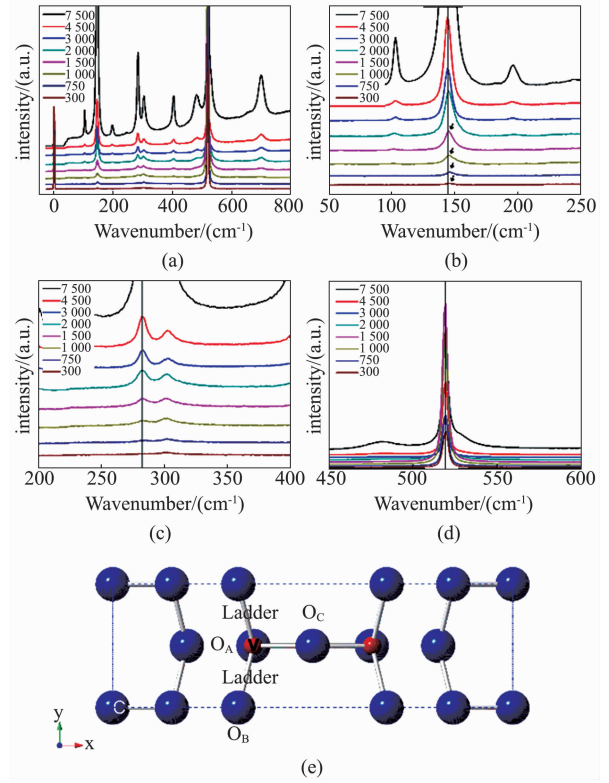 intensity/(a.u.)
7 500
4 500
3 000
2 000
1 500
1 000
750
300
0 200 400 600 800
Wavenumber/(cm-1)
(a)
intensity/(a.u.)
7 500
4 500
3 000
2 000
1 500
1 000
750
300
50 100 150 200 250
Wavenumber/(cm-1)
(b)
intensity/(a.u.)
7 500
4 500
3 000
2 000
1 500
1 000
750
300
200 250 300 350 400
Wavenumber/(cm-1)
(c)
intensity/(a.u.)
7 500
4 500
3 000
2 000
1 500
1 000
750
300
450 500 550 600
Wavenumber/(cm-1)
(d)
Ladder OC
OA V
Ladder
C
OB
y
x
(e)